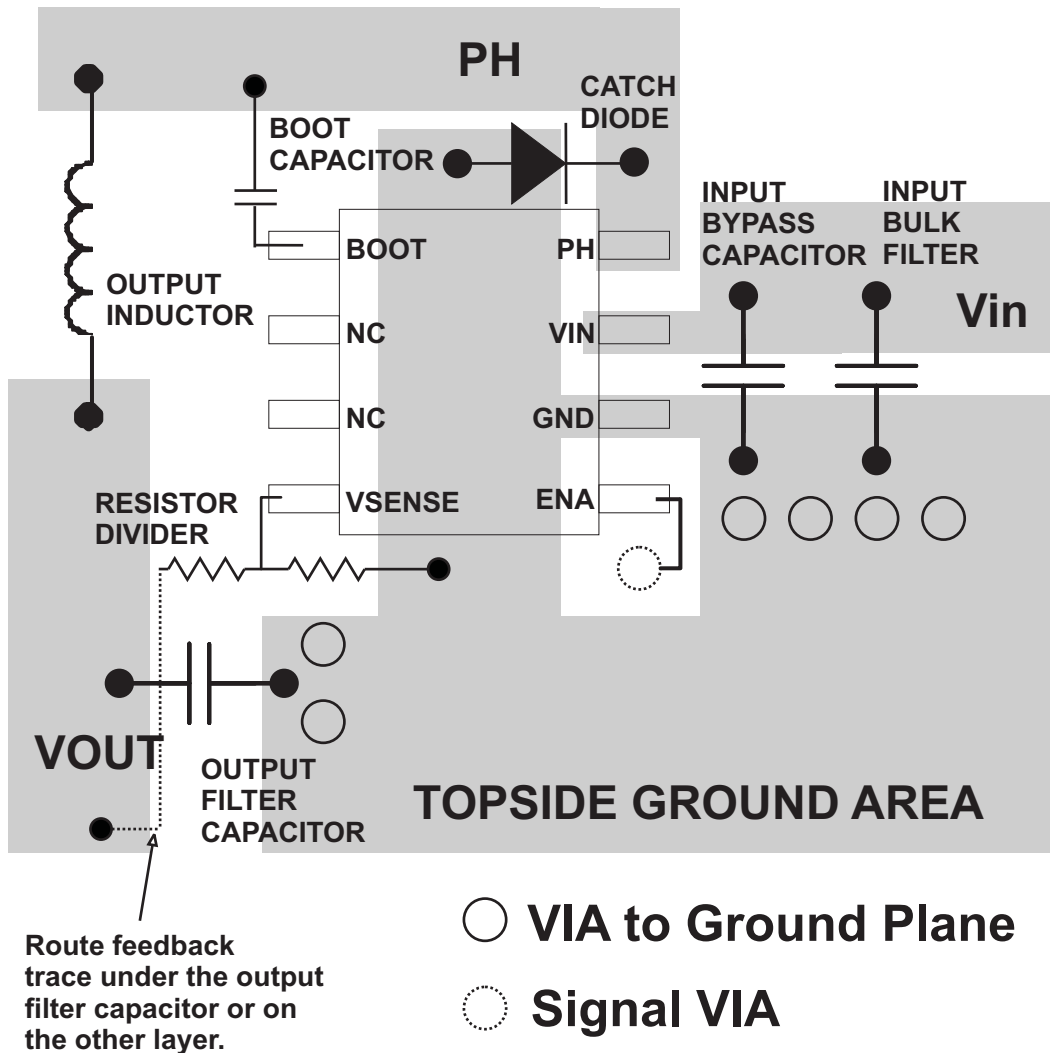 PH
CATCH
DIODE
BOOT
CAPACITOR
INPUT
BYPASS
CAPACITOR
INPUT
BULK
FILTER
BOOT
PH
OUTPUT
INDUCTOR
Vin
NC
VIN
NC
GND
RESISTOR
DIVIDER
VSENSE
ENA
VOUT
OUTPUT
FILTER
CAPACITOR
TOPSIDE GROUND AREA
Route feedback
trace under the output
filter capacitor or on
the other layer.
VIA to Ground Plane
Signal VIA